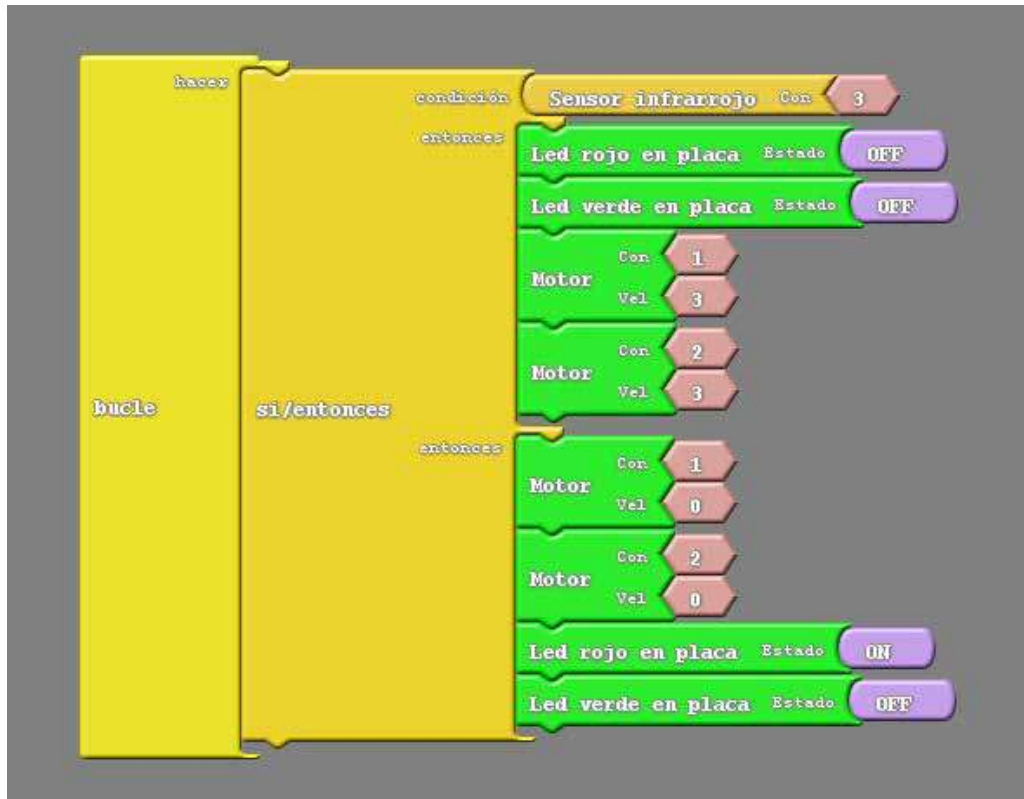 hacer
condición Sensor infrarrojo Con 3
entonces
Led rojo en placa Estado OFF
Led verde en placa Estado OFF
Con 1
Motor
Vel 3
Con 2
Motor
Vel 3
bucle
si/entonces
entonces
Con 1
Motor
Vel 0
Con 2
Motor
Vel 0
Led rojo en placa Estado ON
Led verde en placa Estado OFF